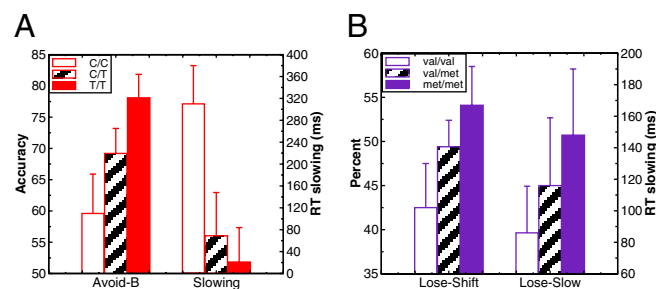 A
85
80
75
70
65
60
55
50
Accuracy
C/C
C/T
T/T
400
360
320
280
240
200
160
120
80
40
0
RT slowing (ms)
Avoid-B
Slowing
B
60
55
50
45
40
35
Percent
val/val
val/met
met/met
200
180
160
140
120
100
80
60
RT slowing (ms)
Lose-Shift
Lose-Slow